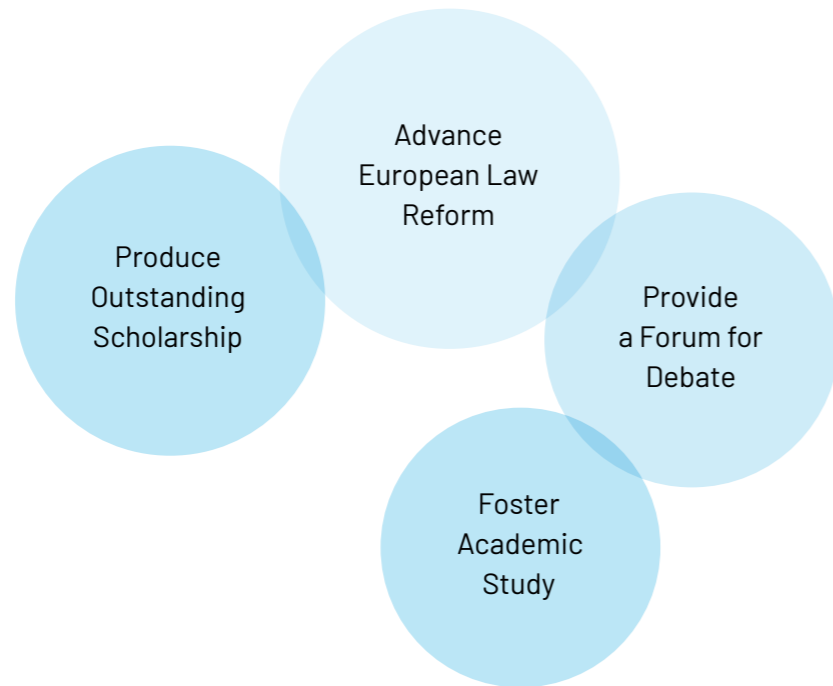 Advance
European Law
Reform
Produce
Outstanding
Scholarship
Provide
a Forum for
Debate
Foster
Academic
Study